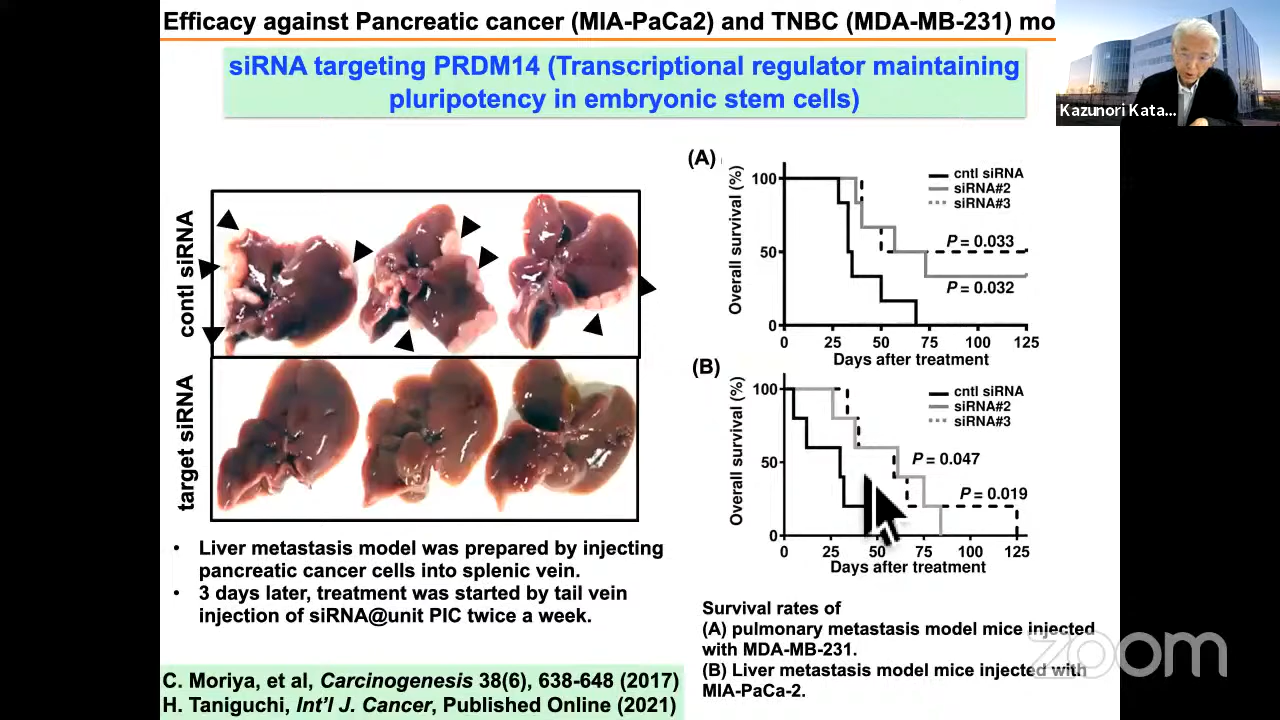 Efficacy against Pancreatic cancer (MIA-PaCa2) and TNBC (MDA-MB-231) mo
siRNA targeting PRDM14 (Transcriptional regulator maintaining
pluripotency in embryonic stem cells)
Kazunori Kata...
contl siRNA
target siRNA
(A)
Overall survival (%)
100
50
0
cntl siRNA
siRNA#2
siRNA#3
P = 0.033
P = 0.032
0 25 50 75 100 125
Days after treatment
(B)
Overall survival (%)
100
50
0
cntl siRNA
siRNA#2
siRNA#3
P = 0.047
P = 0.019
0 25 50 75 100 125
Days after treatment
• Liver metastasis model was prepared by injecting
pancreatic cancer cells into splenic vein.
• 3 days later, treatment was started by tail vein
injection of siRNA@unit PIC twice a week.
Survival rates of
(A) pulmonary metastasis model mice injected
with MDA-MB-231.
(B) Liver metastasis model mice injected with
MIA-PaCa-2.
C. Moriya, et al, Carcinogenesis 38(6), 638-648 (2017)
H. Taniguchi, Int'l J. Cancer, Published Online (2021)
zoom